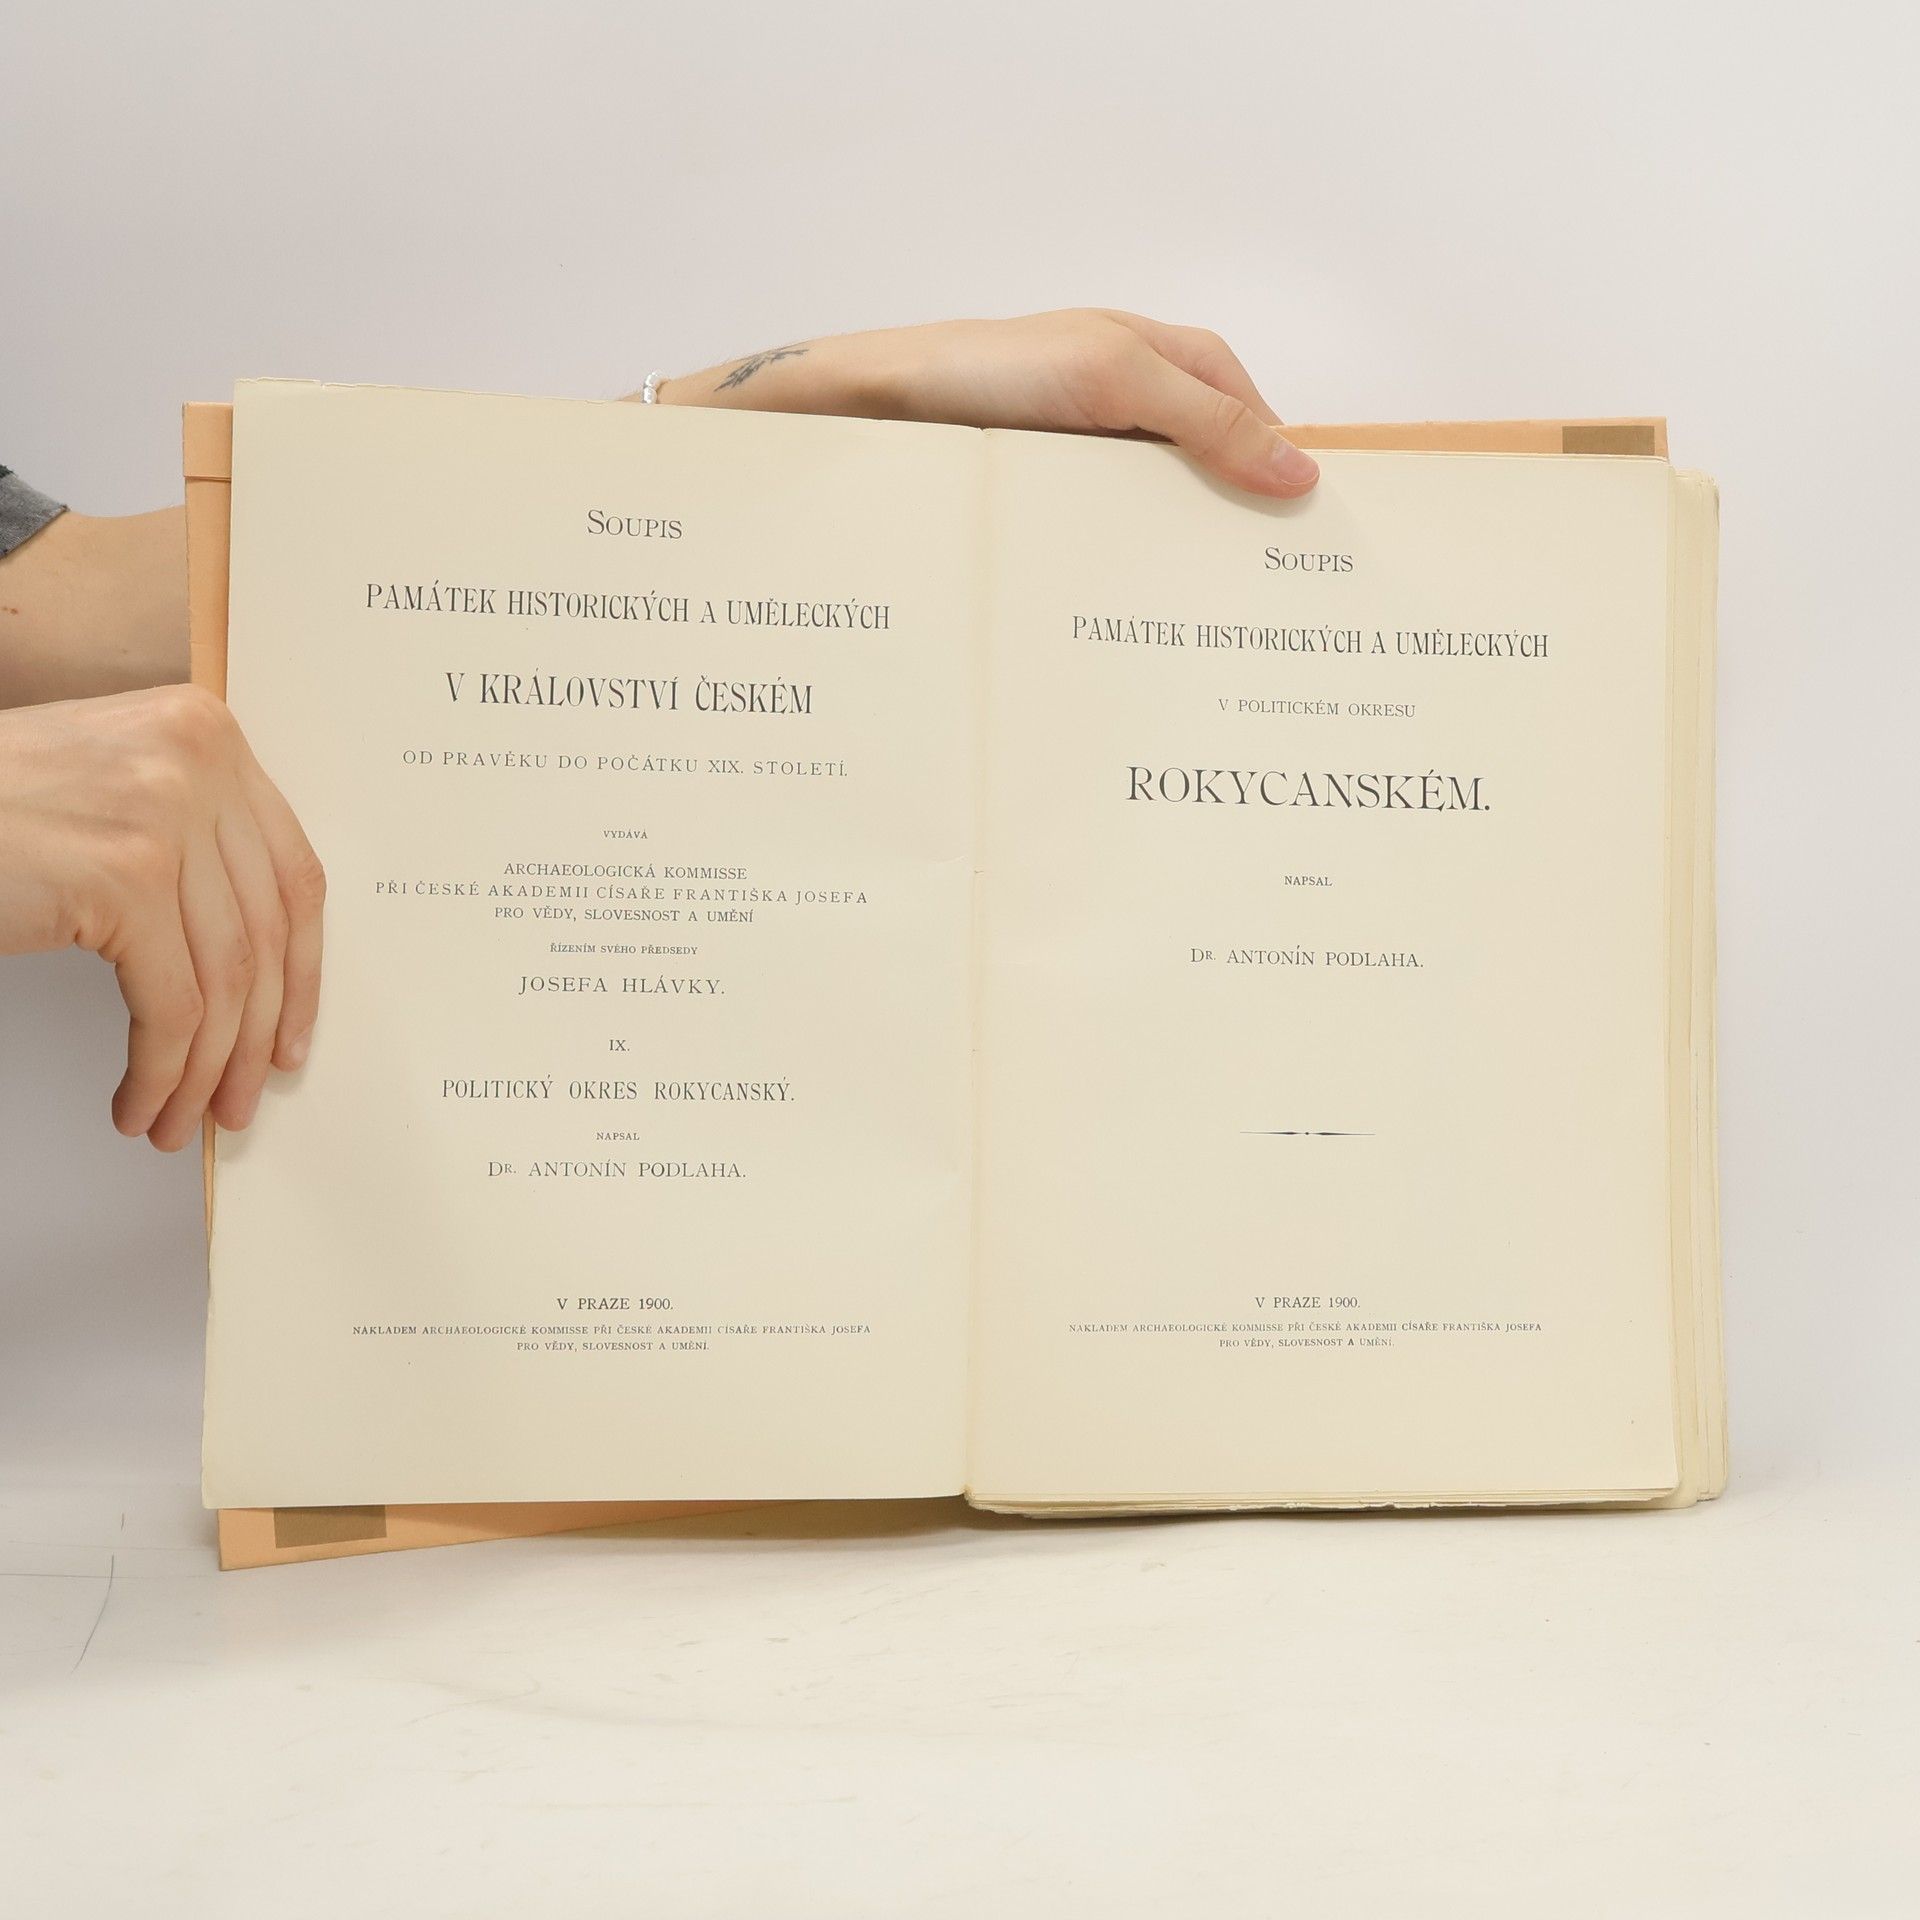 SOUPIS
PAMÁTEK HISTORICKÝCH A UMĚLECKÝCH
V KRÁLOVSTVÍ ČESKÉM
OD PRAVĚKU DO POČÁTKU XIX. STOLETÍ.
VYDÁVÁ
ARCHAEOLOGICKÁ KOMMISSE
PŘI ČESKÉ AKADEMII CÍSAŘE FRANTIŠKA JOSEFA
PRO VĚDY, SLOVESNOST A UMĚNÍ
ŘÍZENÍM SVÉHO PŘEDSEDY
JOSEFA HLÁVKY.
IX.
POLITICKÝ OKRES ROKYCANSKÝ.
NAPSAL
DR. ANTONÍN PODLAHA.
V PRAZE 1900.
NÁKLADEM ARCHAEOLOGICKÉ KOMMISSE PŘI ČESKÉ AKADEMII CÍSAŘE FRANTIŠKA JOSEFA
PRO VĚDY, SLOVESNOST A UMĚNÍ.
SOUPIS
PAMÁTEK HISTORICKÝCH A UMĚLECKÝCH
V POLITICKÉM OKRESU
ROKYCANSKÉM.
NAPSAL
DR. ANTONÍN PODLAHA.
V PRAZE 1900.
NÁKLADEM ARCHAEOLOGICKÉ KOMMISSE PŘI ČESKÉ AKADEMII CÍSAŘE FRANTIŠKA JOSEFA
PRO VĚDY, SLOVESNOST A UMĚNÍ.